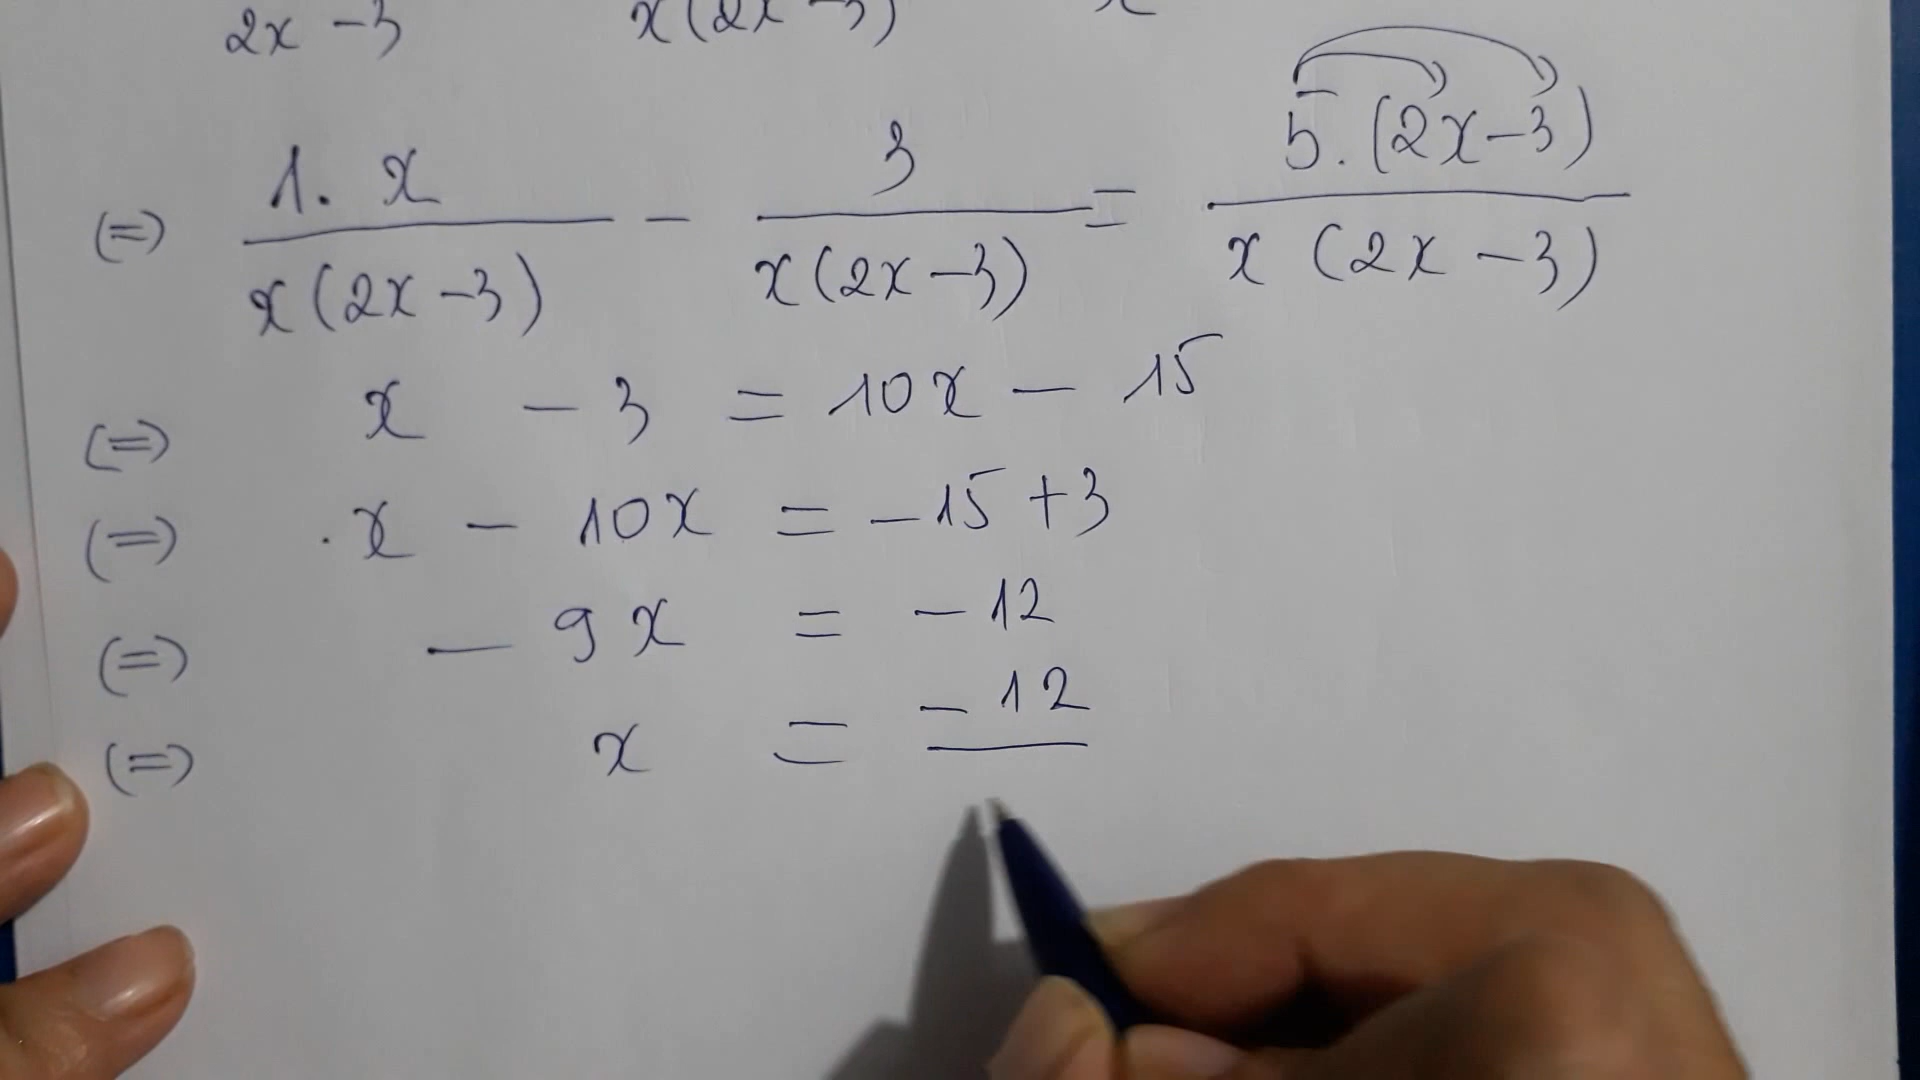 2x - 3 x(2x - 3) x
(=) 1. x / x(2x - 3) - 3 / x(2x - 3) = 5. (2x - 3) / x (2x - 3)
(=) x - 3 = 10x - 15
(=) . x - 10x = - 15 + 3
(=) - 9x = - 12
(=) x = - 12